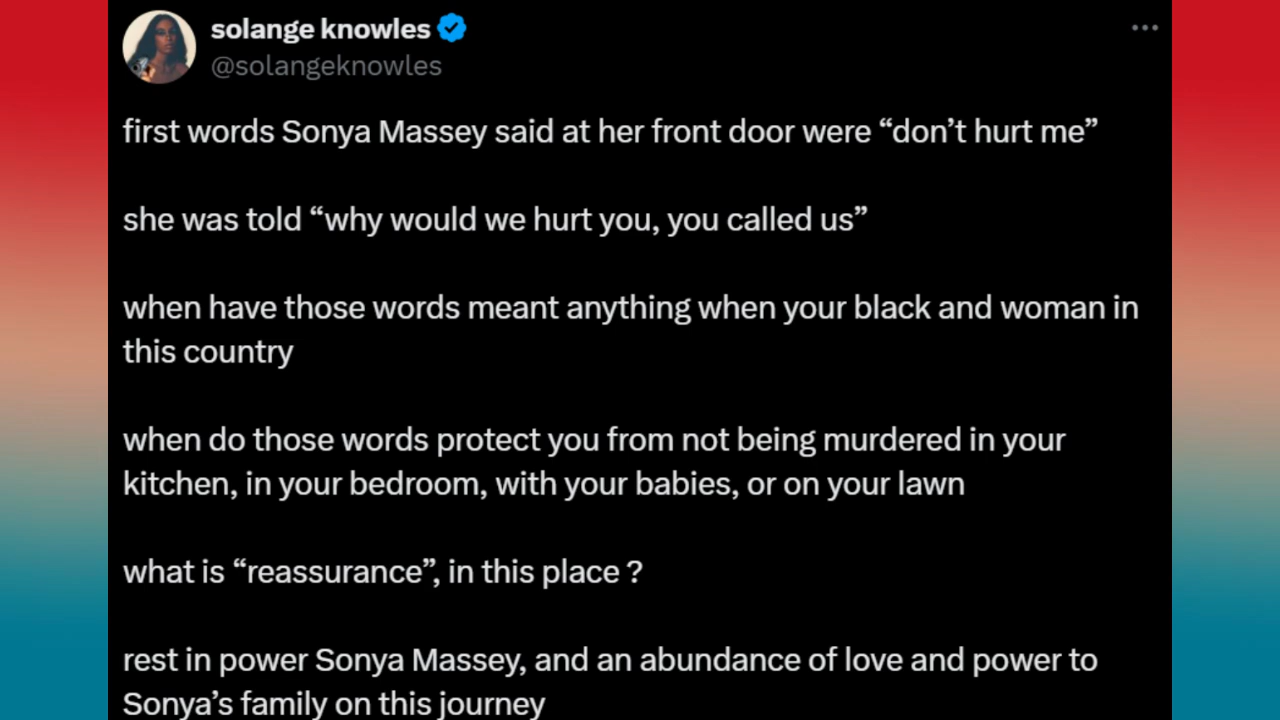 solange knowles
@solangeknowles
first words Sonya Massey said at her front door were “don’t hurt me”
she was told “why would we hurt you, you called us”
when have those words meant anything when your black and woman in
this country
when do those words protect you from not being murdered in your
kitchen, in your bedroom, with your babies, or on your lawn
what is “reassurance”, in this place ?
rest in power Sonya Massey, and an abundance of love and power to
Sonya’s family on this journey